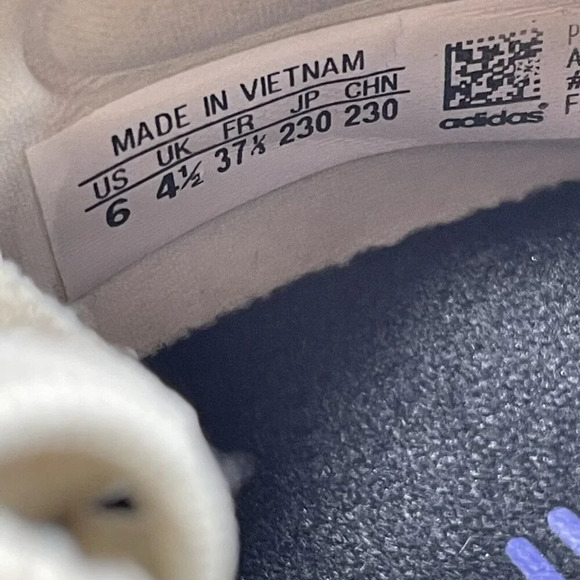 MADE IN VIETNAM
US UK FR JP CHN
6 4½ 37⅓ 230 230
adidas®
P
A
#
F